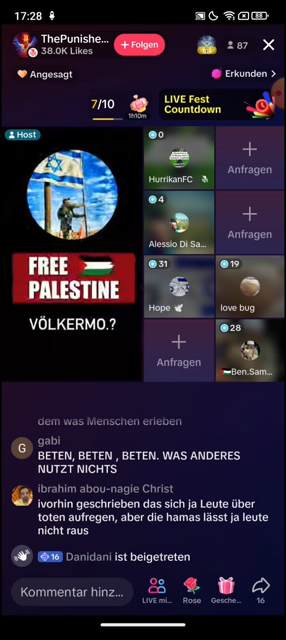 17:28
58
ThePunishe...
38.0K Likes
+ Folgen
87
Angesagt
Erkunden >
7/10
1h10m
LIVE Fest
Countdown
Host
FREE
PALESTINE
VÖLKERMO.?
0
HurrikanFC
Anfragen
4
Alessio Di Sa...
Anfragen
31
Hope
19
love bug
Anfragen
28
Ben.Sam...
dem was Menschen erleben
G
gabi
BETEN, BETEN , BETEN. WAS ANDERES
NUTZT NICHTS
ibrahim abou-nagie Christ
ivorhin geschrieben das sich ja Leute über
toten aufregen, aber die hamas lässt ja leute
nicht raus
16 Danidani ist beigetreten
Kommentar hinz...
LIVE mi...
Rose
Gesche...
16